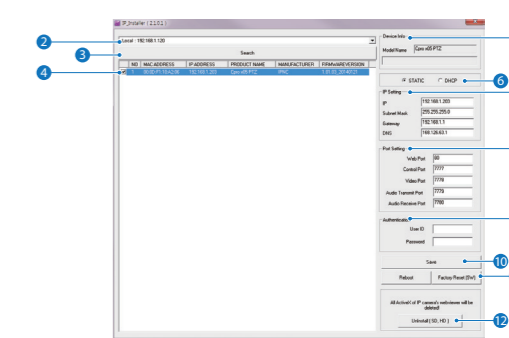 IP_Installer [ 2.1.0.1 ]
2
Local : 192.168.1.120
3
Search
4
NO MAC ADDRESS IP ADDRESS PRODUCT NAME MANUFACTURER FIRMWAREVERSION
1 192.168.1.203 Cpro x05 PTZ IPNC
Device Info
Model Name Cpro x05 PTZ
STATIC DHCP
6
IP Setting
IP 192.168.1.203
Subnet Mask 255.255.255.0
Gateway 192.168.1.1
DNS 168.126.63.1
Port Setting
Web Port 80
Control Port 7777
Video Port 7778
Audio Transmit Port 7779
Audio Receive Port 7780
Authentication
User ID
Password
Save
10
Reboot Factory Reset (SW)
All ActiveX of IP camera's webviewer will be
deleted!
Uninstall ( SD, HD )
12